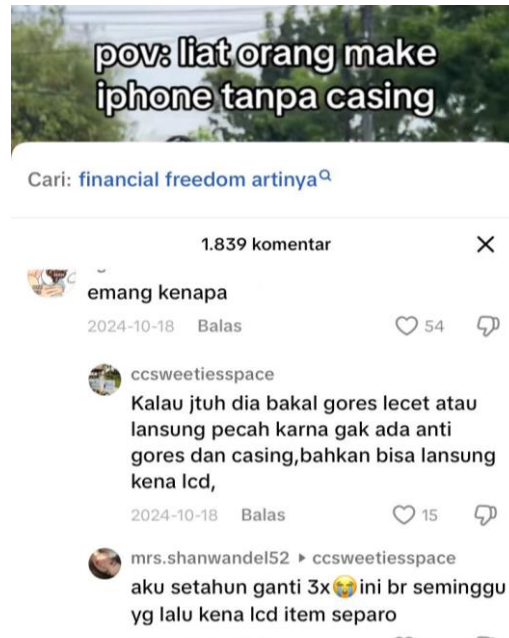 pov: liat orang make
iphone tanpa casing
Cari: financial freedom artinya
1.839 komentar
emang kenapa
2024-10-18 Balas 54
ccsweetiesspace
Kalau jtuh dia bakal gores lecet atau
lansung pecah karna gak ada anti
gores dan casing,bahkan bisa lansung
kena lcd,
2024-10-18 Balas 15
mrs.shanwandel52 ▸ ccsweetiesspace
aku setahun ganti 3x😭ini br seminggu
yg lalu kena lcd item separo